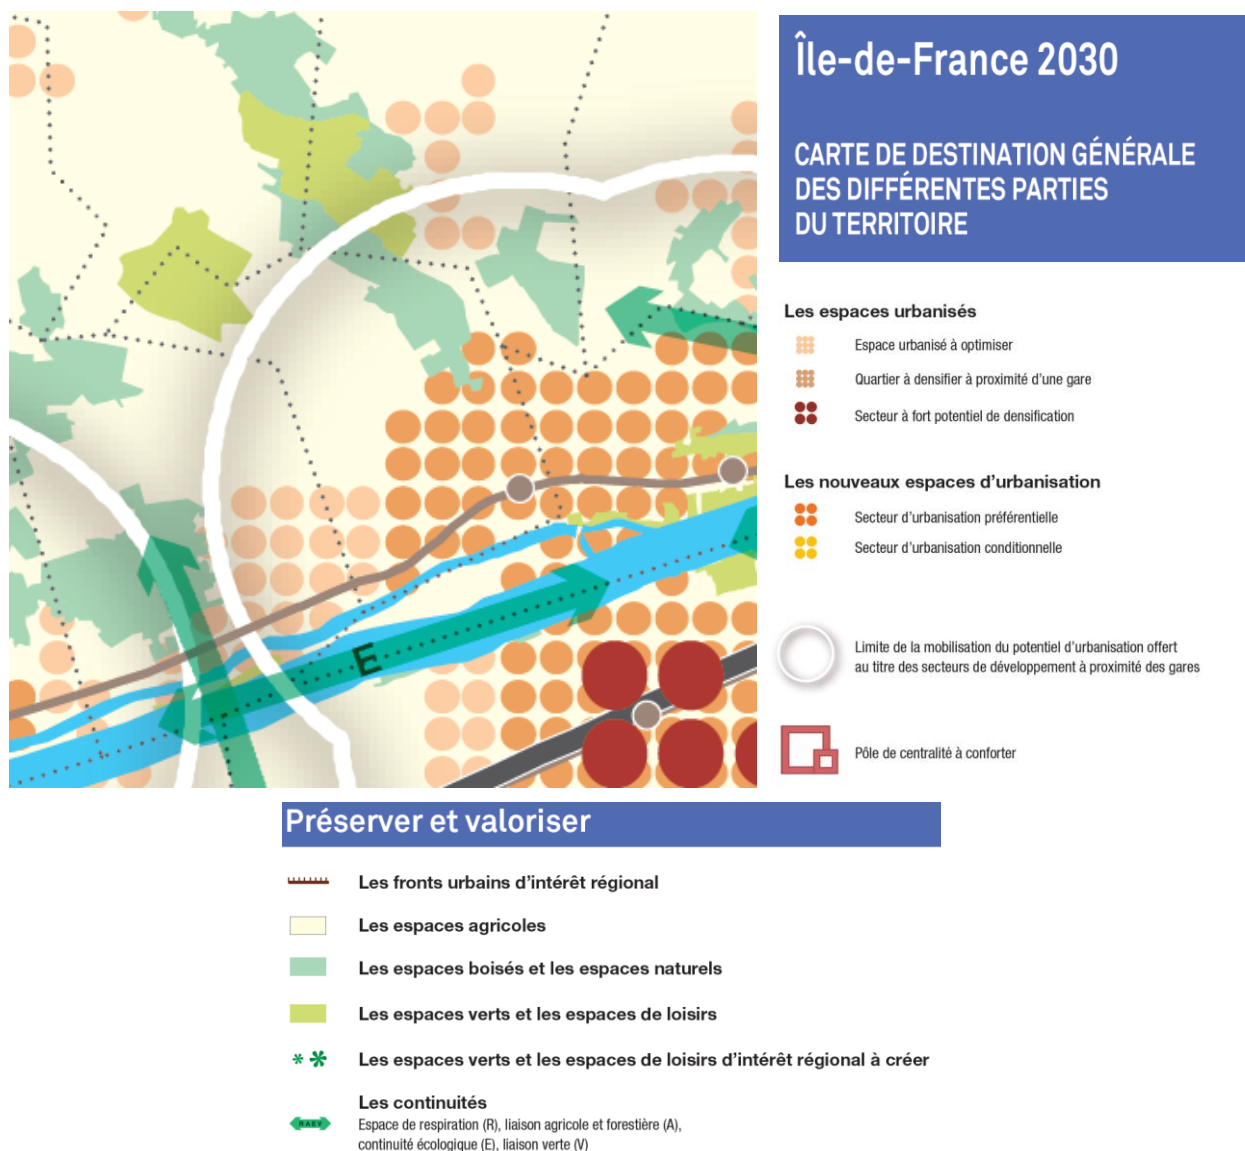 Île-de-France 2030
CARTE DE DESTINATION GÉNÉRALE
DES DIFFÉRENTES PARTIES
DU TERRITOIRE
Les espaces urbanisés
Espace urbanisé à optimiser
Quartier à densifier à proximité d'une gare
Secteur à fort potentiel de densification
Les nouveaux espaces d'urbanisation
Secteur d'urbanisation préférentielle
Secteur d'urbanisation conditionnelle
Limite de la mobilisation du potentiel d'urbanisation offert
au titre des secteurs de développement à proximité des gares
Pôle de centralité à conforter
E
Préserver et valoriser
Les fronts urbains d'intérêt régional
Les espaces agricoles
Les espaces boisés et les espaces naturels
Les espaces verts et les espaces de loisirs
Les espaces verts et les espaces de loisirs d'intérêt régional à créer
Les continuités
R A E V
Espace de respiration (R), liaison agricole et forestière (A),
continuité écologique (E), liaison verte (V)